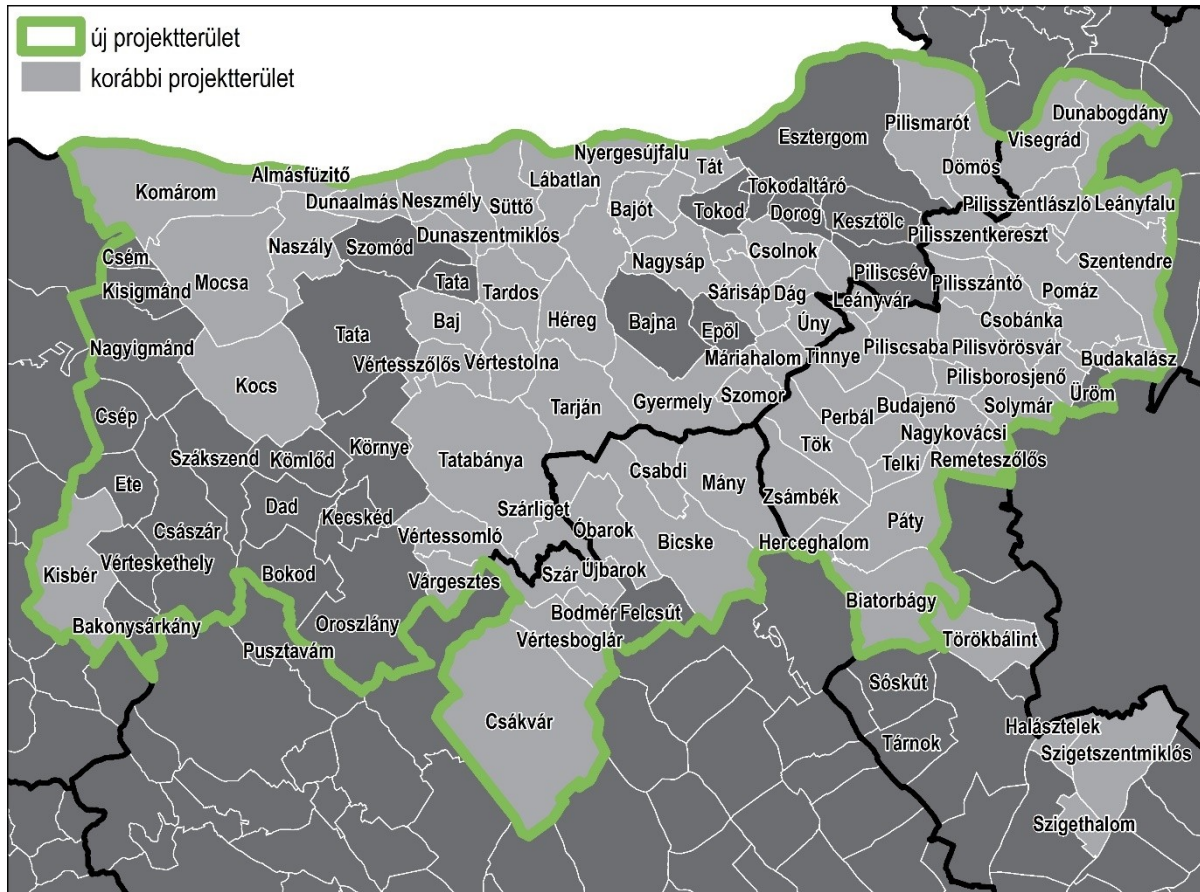 új projektterület
korábbi projektterület
Dunabogdány
Pilismarót
Esztergom
Visegrád
Nyergesújfalu
Tát
Dömös
Almásfüzitő
Lábatlan
Komárom
Tokodaltáró
Dunaalmás
Neszmély
Süttő
Bajót
Tokod
Dorog
Kesztölc
Pilisszentlászló
Leányfalu
Dunaszentmiklós
Pilisszentkereszt
Naszály
Szomód
Csolnok
Csém
Nagysáp
Szentendre
Mocsa
Tata
Piliscsév
Pilisszántó
Kisigmánd
Tardos
Sárisáp
Dág
Leányvár
Pomáz
Baj
Héreg
Bajna
Epöl
Úny
Csobánka
Tata
Nagyigmánd
Piliscsaba
Pilisvörösvár
Vértesszőlős
Vértestolna
Máriahalom
Tinnye
Budakalász
Kocs
Pilisborosjenő
Üröm
Tarján
Gyermely
Szomor
Budajenő
Solymár
Csép
Perbál
Környe
Nagykovácsi
Szákszend
Kömlőd
Tatabánya
Tök
Telki
Remeteszőlős
Csabdi
Mány
Ete
Zsámbék
Dad
Kecskéd
Szárliget
Császár
Páty
Óbarok
Vértessomló
Bicske
Herceghalom
Vérteskethely
Kisbér
Bokod
Szár
Újbarok
Várgesztes
Biatorbágy
Bodmér
Felcsút
Bakonysárkány
Oroszlány
Vértesboglár
Törökbálint
Pusztavám
Sóskút
Csákvár
Halásztelek
Tárnok
Szigetszentmiklós
Szigethalom